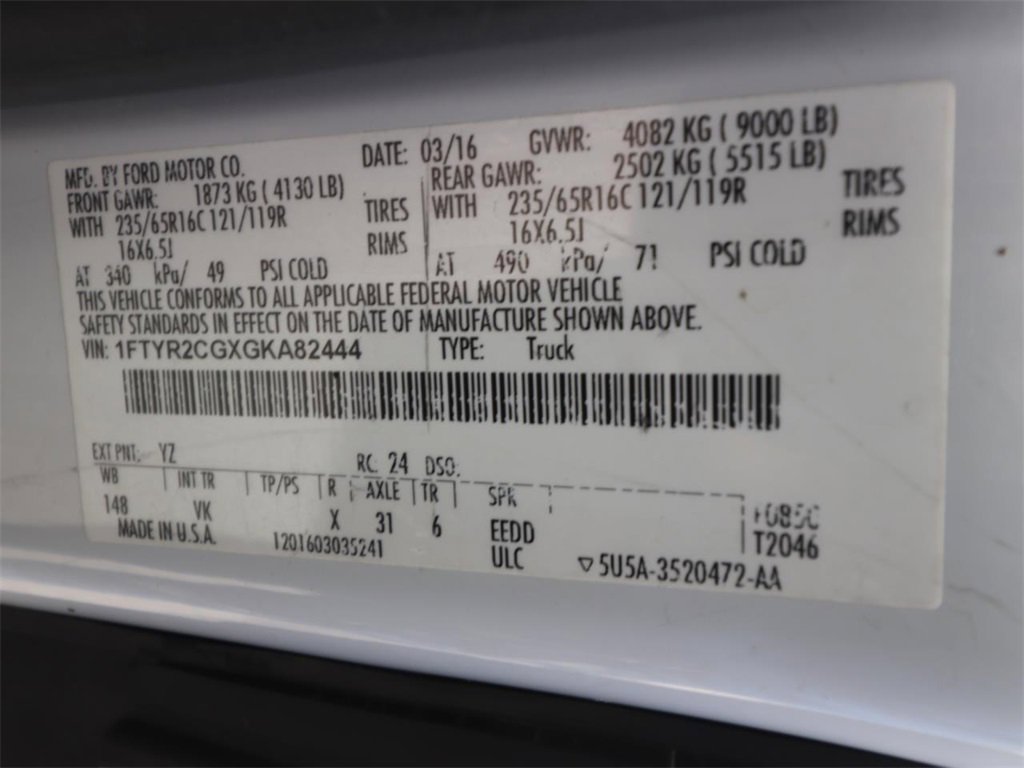 MFD. BY FORD MOTOR CO. DATE: 03/16 GVWR: 4082 KG ( 9000 LB)
FRONT GAWR: 1873 KG ( 4130 LB) REAR GAWR: 2502 KG ( 5515 LB)
WITH 235/65R16C 121/119R TIRES WITH 235/65R16C 121/119R TIRES
16X6.5J RIMS 16X6.5J RIMS
AT 340 kPa/ 49 PSI COLD AT 490 kPa/ 71 PSI COLD
THIS VEHICLE CONFORMS TO ALL APPLICABLE FEDERAL MOTOR VEHICLE
SAFETY STANDARDS IN EFFECT ON THE DATE OF MANUFACTURE SHOWN ABOVE.
VIN: 1FTYR2CGXGKA82444 TYPE: Truck
EXT PNT: YZ RC: 24 DSO:
WB INT TR TP/PS R AXLE TR SPR
148 VK X 31 6 EEDD
MADE IN U.S.A. 1201603035241 ULC T2046
▽5U5A-3520472-AA